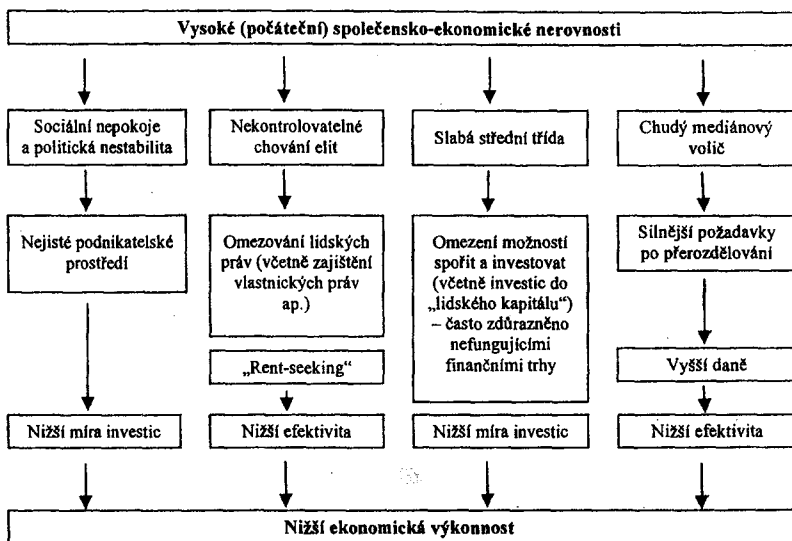 Vysoké (počáteční) společensko-ekonomické nerovnosti
Sociální nepokoje
a politická nestabilita
Nekontrolovatelné
chování elit
Slabá střední třída
Chudý mediánový
volič
Nejisté podnikatelské
prostředí
Omezování lidských
práv (včetně zajištění
vlastnických práv
ap.)
Omezení možností
spořit a investovat
(včetně investic do
„lidského kapitálu“)
– často zdůrazněno
nefungujícími
finančními trhy
Silnější požadavky
po přerozdělování
„Rent-seeking“
Vyšší daně
Nižší míra investic
Nižší efektivita
Nižší míra investic
Nižší efektivita
Nižší ekonomická výkonnost